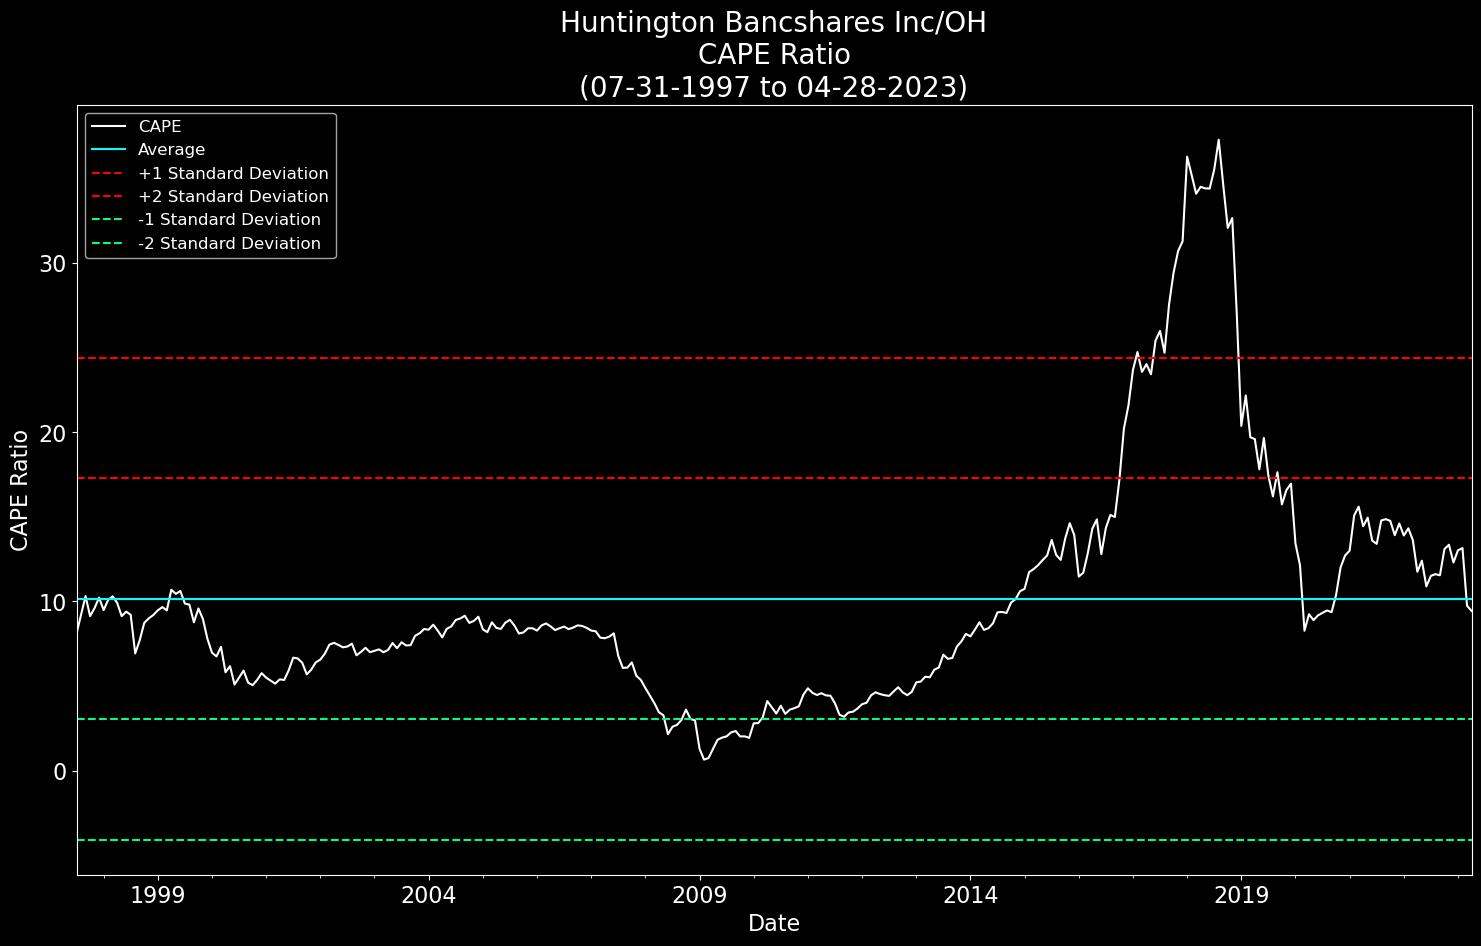 Huntington Bancshares Inc/OH
CAPE Ratio
(07-31-1997 to 04-28-2023)
CAPE
Average
+1 Standard Deviation
+2 Standard Deviation
-1 Standard Deviation
-2 Standard Deviation
30
20
10
0
CAPE Ratio
1999
2004
2009
2014
2019
Date